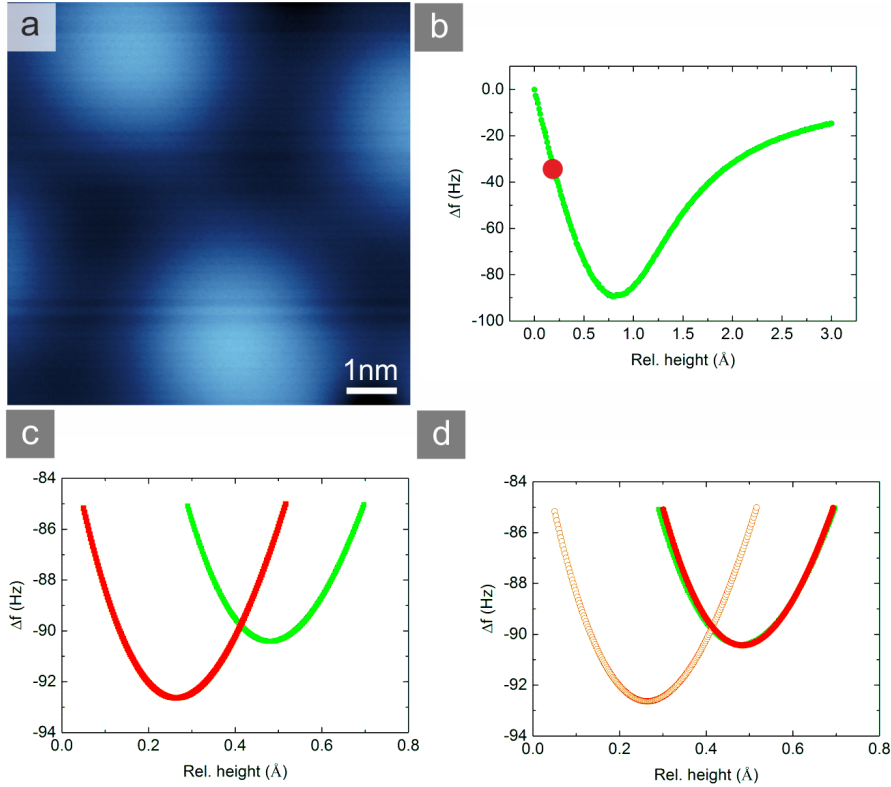 a
1nm
b
0.0
-20
-40
-60
-80
-100
Δf (Hz)
0.0 0.5 1.0 1.5 2.0 2.5 3.0
Rel. height (Å)
c
-84
-86
-88
-90
-92
-94
Δf (Hz)
0.0 0.2 0.4 0.6 0.8
Rel. height (Å)
d
-84
-86
-88
-90
-92
-94
Δf (Hz)
0.0 0.2 0.4 0.6 0.8
Rel. height (Å)